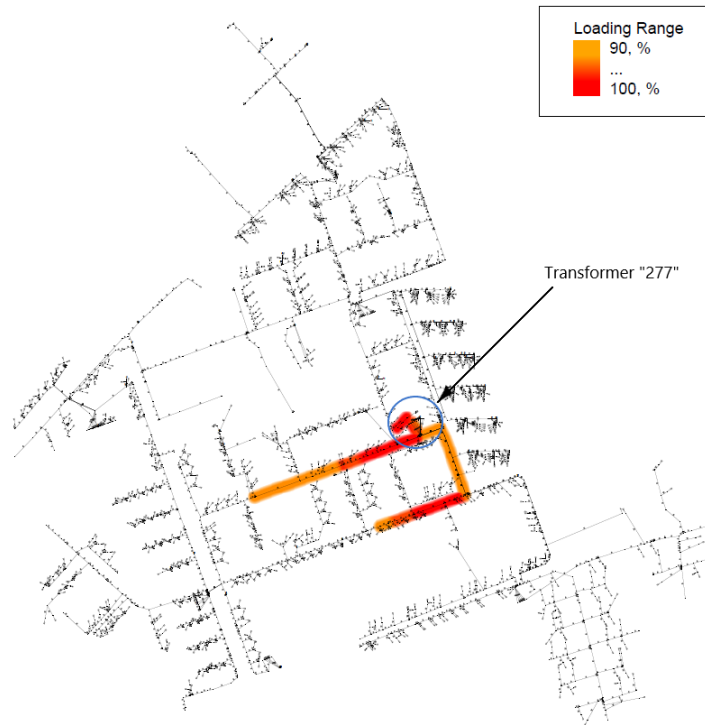 Loading Range
90, %
...
100, %
Transformer "277"